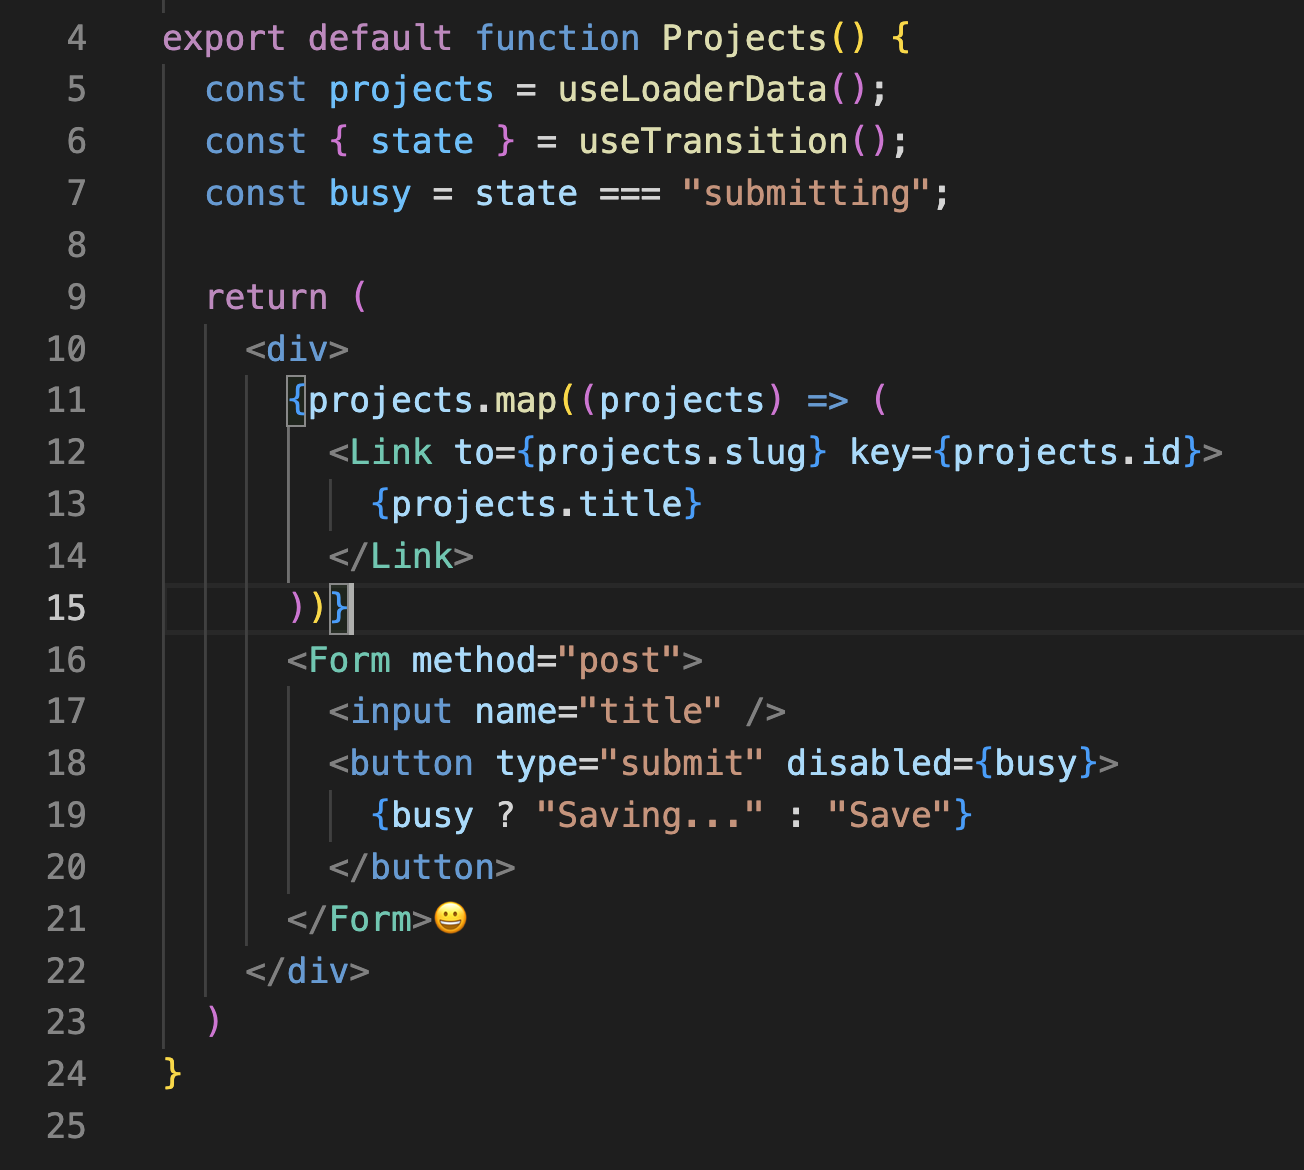 4 export default function Projects() {
5 const projects = useLoaderData();
6 const { state } = useTransition();
7 const busy = state === "submitting";
8
9 return (
10 <div>
11 {projects.map((projects) => (
12 <Link to={projects.slug} key={projects.id}>
13 {projects.title}
14 </Link>
15 ))}
16 <Form method="post">
17 <input name="title" />
18 <button type="submit" disabled={busy}>
19 {busy ? "Saving..." : "Save"}
20 </button>
21 </Form>😀
22 </div>
23 )
24 }
25